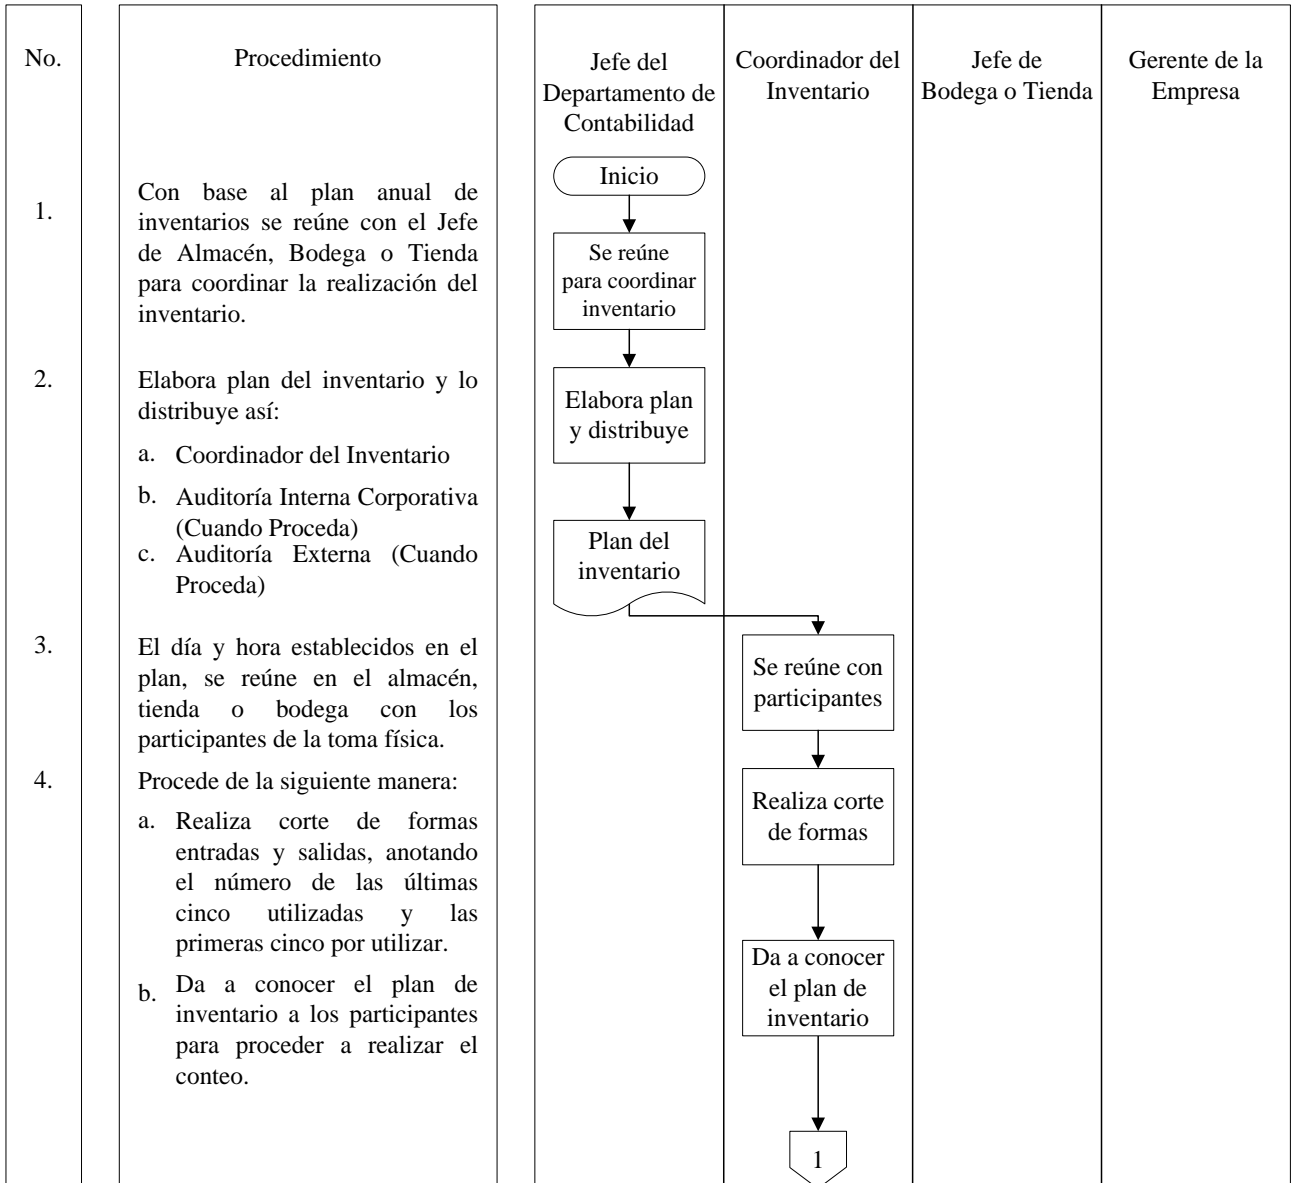 No.
Procedimiento
Jefe del
Departamento de
Contabilidad
Coordinador del
Inventario
Jefe de
Bodega o Tienda
Gerente de la
Empresa
1.
Con base al plan anual de
inventarios se reúne con el Jefe
de Almacén, Bodega o Tienda
para coordinar la realización del
inventario.
2.
Elabora plan del inventario y lo
distribuye así:
a. Coordinador del Inventario
b. Auditoría Interna Corporativa
(Cuando Proceda)
c. Auditoría Externa (Cuando
Proceda)
3.
El día y hora establecidos en el
plan, se reúne en el almacén,
tienda o bodega con los
participantes de la toma física.
4.
Procede de la siguiente manera:
a. Realiza corte de formas
entradas y salidas, anotando
el número de las últimas
cinco utilizadas y las
primeras cinco por utilizar.
b. Da a conocer el plan de
inventario a los participantes
para proceder a realizar el
conteo.
Inicio
Se reúne
para coordinar
inventario
Elabora plan
y distribuye
Plan del
inventario
Se reúne con
participantes
Realiza corte
de formas
Da a conocer
el plan de
inventario
1